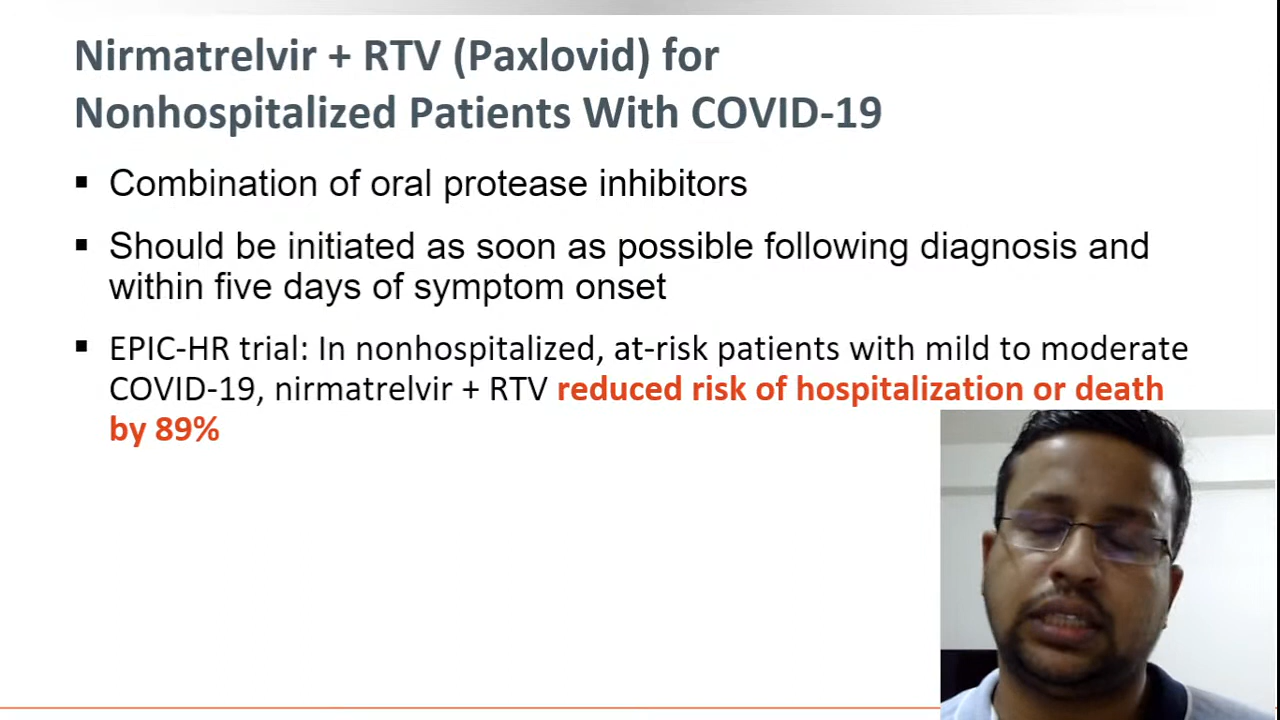 Nirmatrelvir + RTV (Paxlovid) for
Nonhospitalized Patients With COVID-19
▪ Combination of oral protease inhibitors
▪ Should be initiated as soon as possible following diagnosis and
within five days of symptom onset
▪ EPIC-HR trial: In nonhospitalized, at-risk patients with mild to moderate
COVID-19, nirmatrelvir + RTV reduced risk of hospitalization or death
by 89%